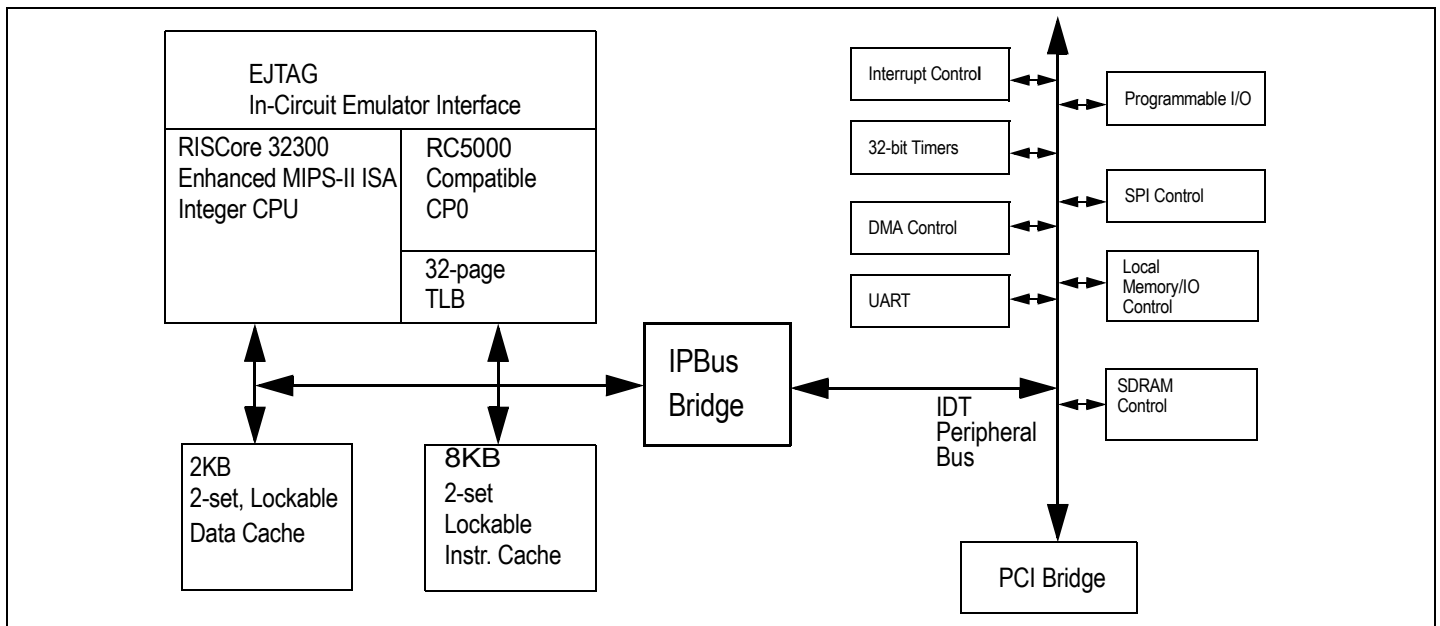 EJTAG
In-Circuit Emulator Interface
RISCore 32300
Enhanced MIPS-II ISA
Integer CPU
RC5000
Compatible
CP0
32-page
TLB
2KB
2-set, Lockable
Data Cache
8KB
2-set
Lockable
Instr. Cache
IPBus
Bridge
IDT
Peripheral
Bus
Interrupt Control
32-bit Timers
DMA Control
UART
Programmable I/O
SPI Control
Local
Memory/IO
Control
SDRAM
Control
PCI Bridge